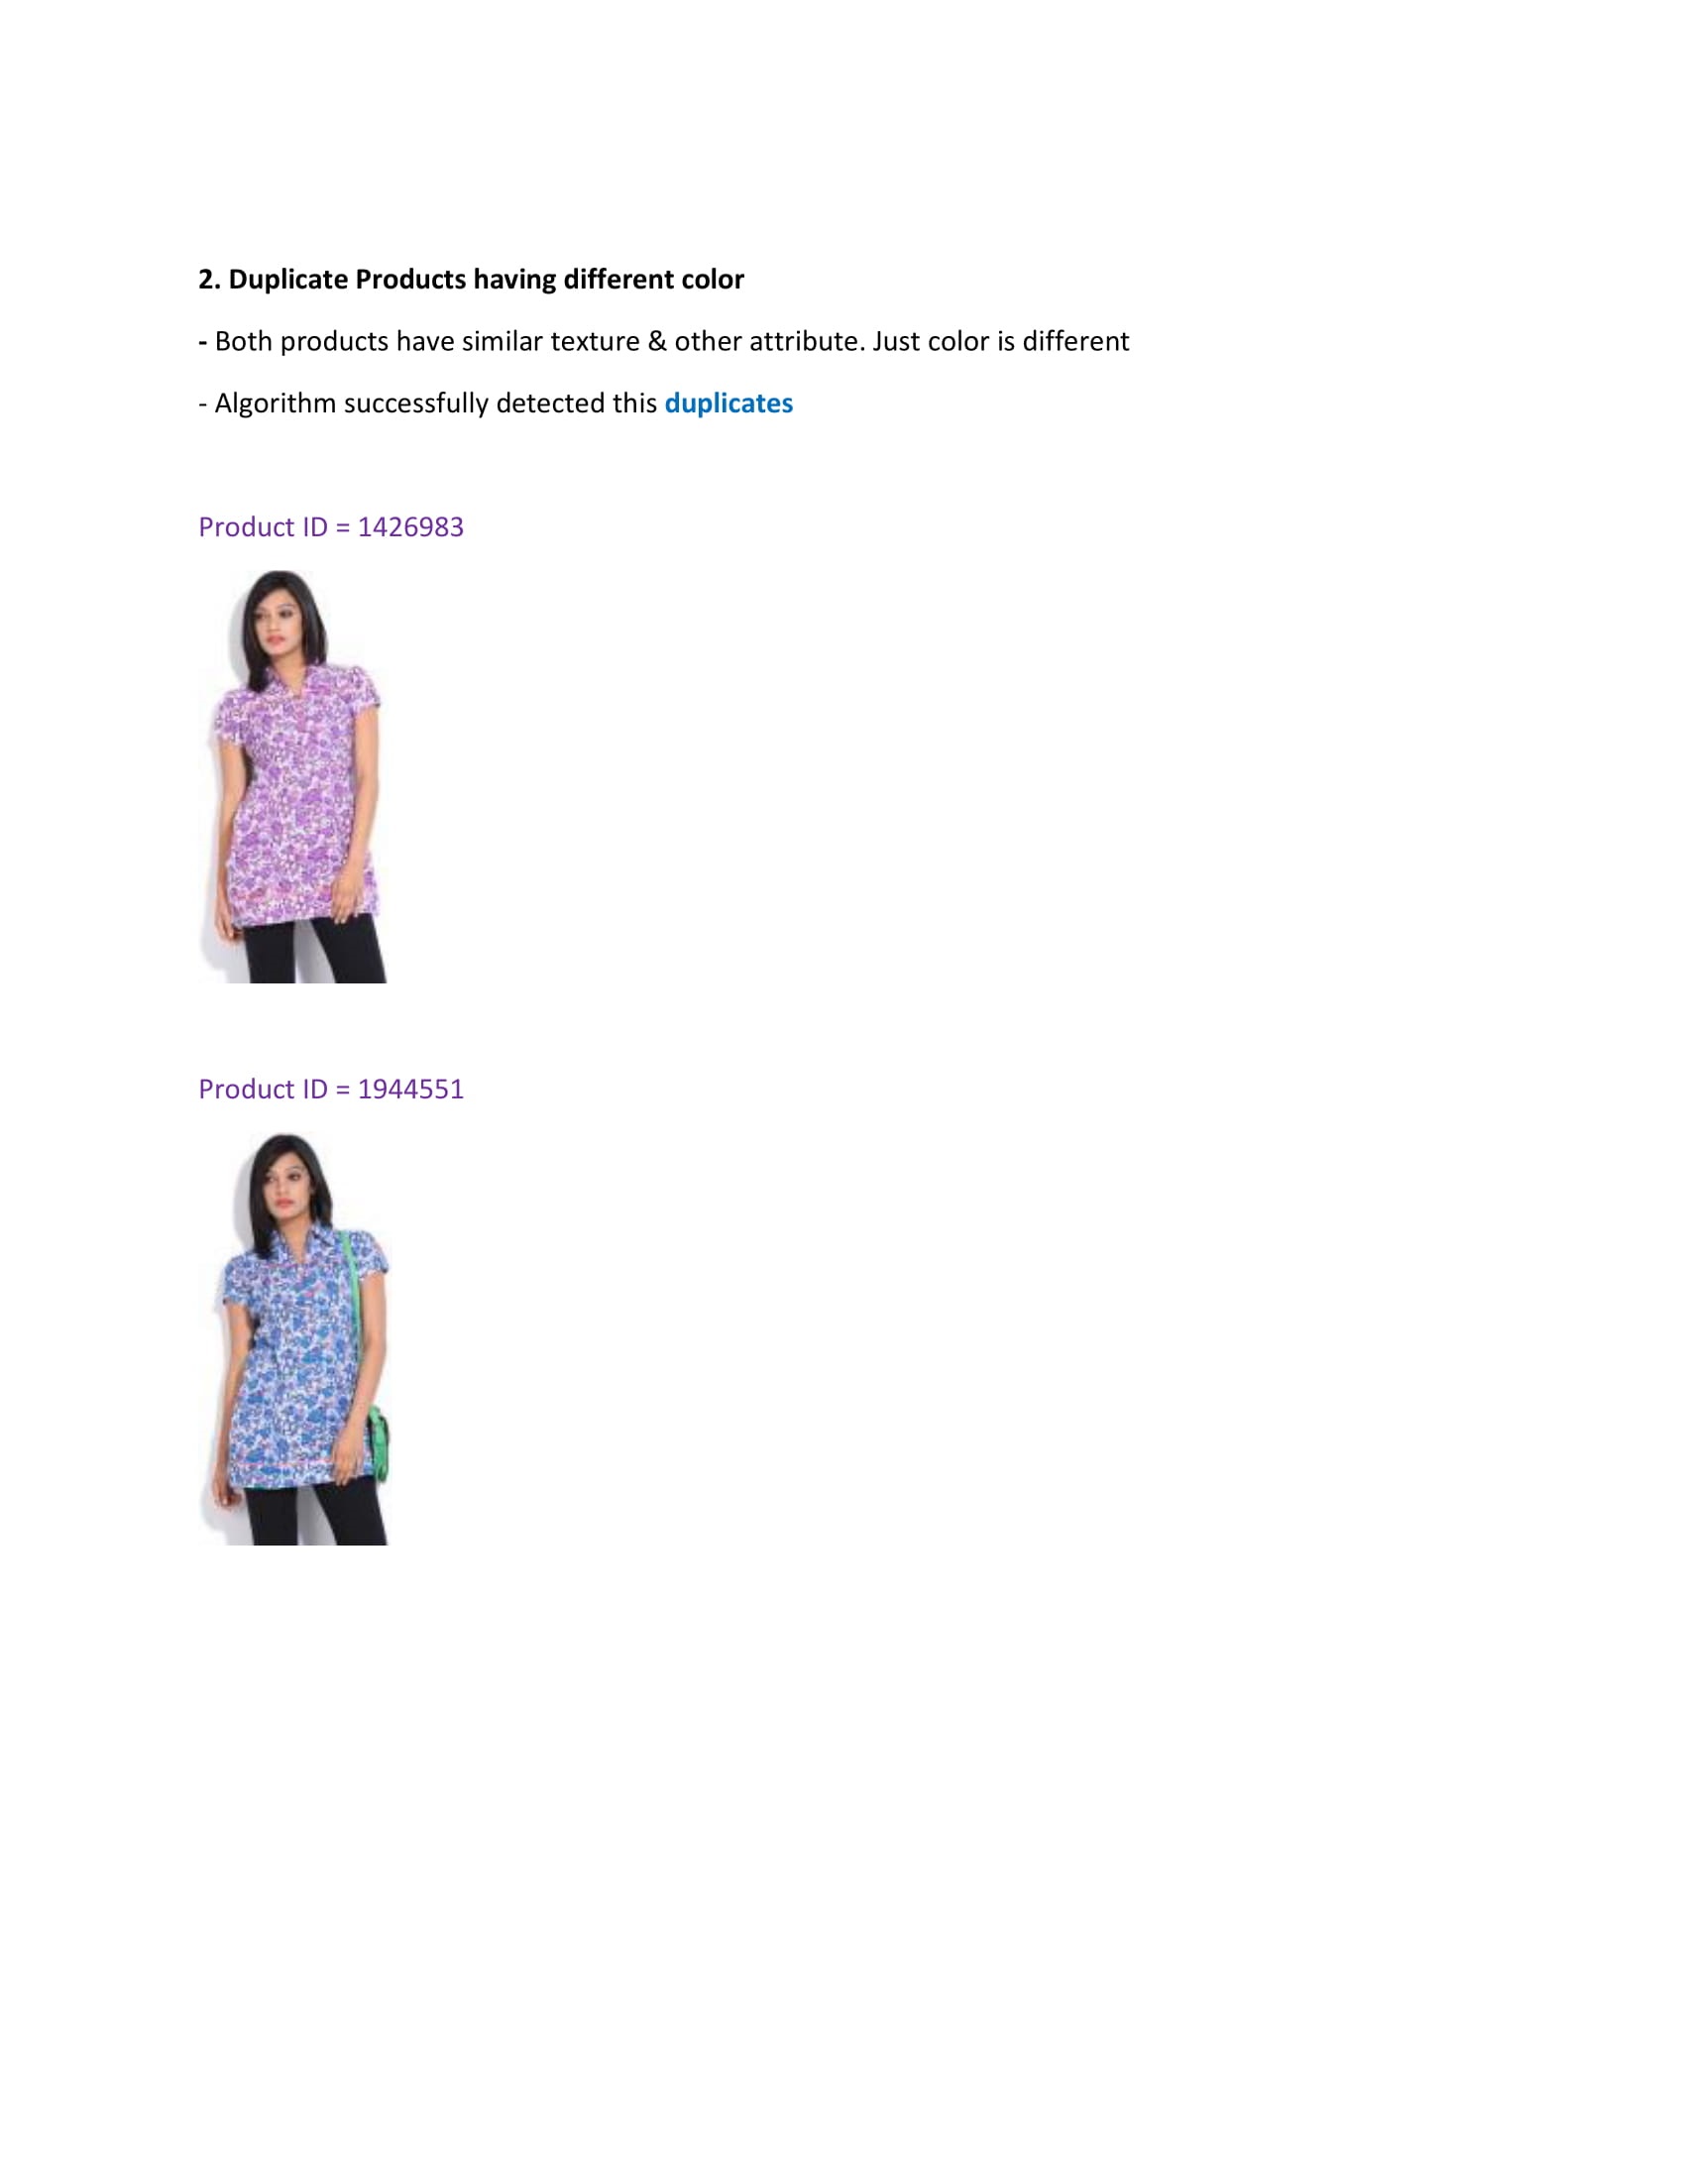 2. Duplicate Products having different color
- Both products have similar texture & other attribute. Just color is different
- Algorithm successfully detected this duplicates
Product ID = 1426983
Product ID = 1944551